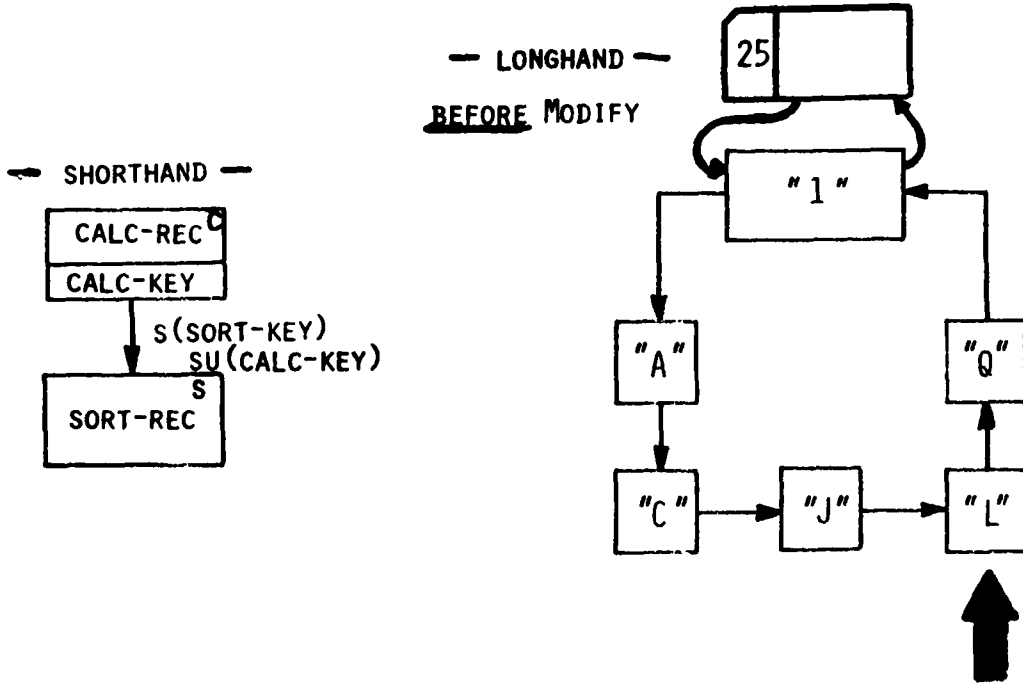 — SHORTHAND —
CALC-REC C
CALC-KEY
S(SORT-KEY)
SU(CALC-KEY)
S
SORT-REC
— LONGHAND —
BEFORE MODIFY
25
"1"
"A"
"Q"
"C"
"J"
"L"